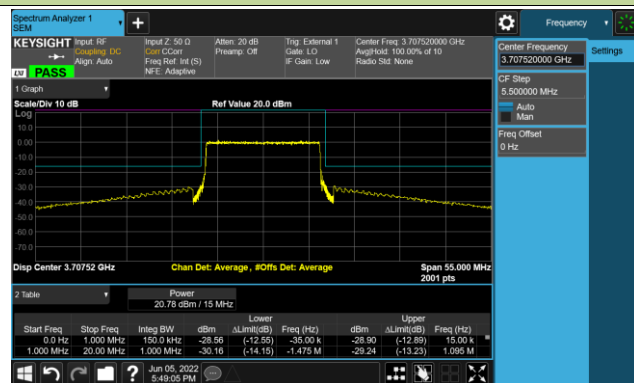 Spectrum Analyzer 1
SEM
Frequency
KEYSIGHT
Input: RF
Coupling: DC
Align: Auto
Input Z: 50 Ω
Corr CCorr
Freq Ref: Int (S)
NFE: Adaptive
Atten: 20 dB
Preamp: Off
Trig: External 1
Gate: LO
IF Gain: Low
Center Freq: 3.707520000 GHz
Avg|Hold: 100.00% of 10
Radio Std: None
LXI PASS
Center Frequency
3.707520000 GHz
Settings
CF Step
5.500000 MHz
Auto
Man
Freq Offset
0 Hz
1 Graph
Scale/Div 10 dB
Ref Value 20.0 dBm
Log
10.0
0.00
-10.0
-20.0
-30.0
-40.0
-50.0
-60.0
-70.0
Disp Center 3.70752 GHz
Chan Det: Average , #Offs Det: Average
Span 55.000 MHz
2001 pts
2 Table
Power
20.78 dBm / 15 MHz
Lower Upper
Start Freq Stop Freq Integ BW dBm ΔLimit(dB) Freq (Hz) dBm ΔLimit(dB) Freq (Hz)
0.0 Hz 1.000 MHz 150.0 kHz -28.56 (-12.55) -35.00 k -28.90 (-12.89) 15.00 k
1.000 MHz 20.00 MHz 1.000 MHz -30.16 (-14.15) -1.475 M -29.24 (-13.23) 1.095 M
?
Jun 05, 2022
5:49:05 PM